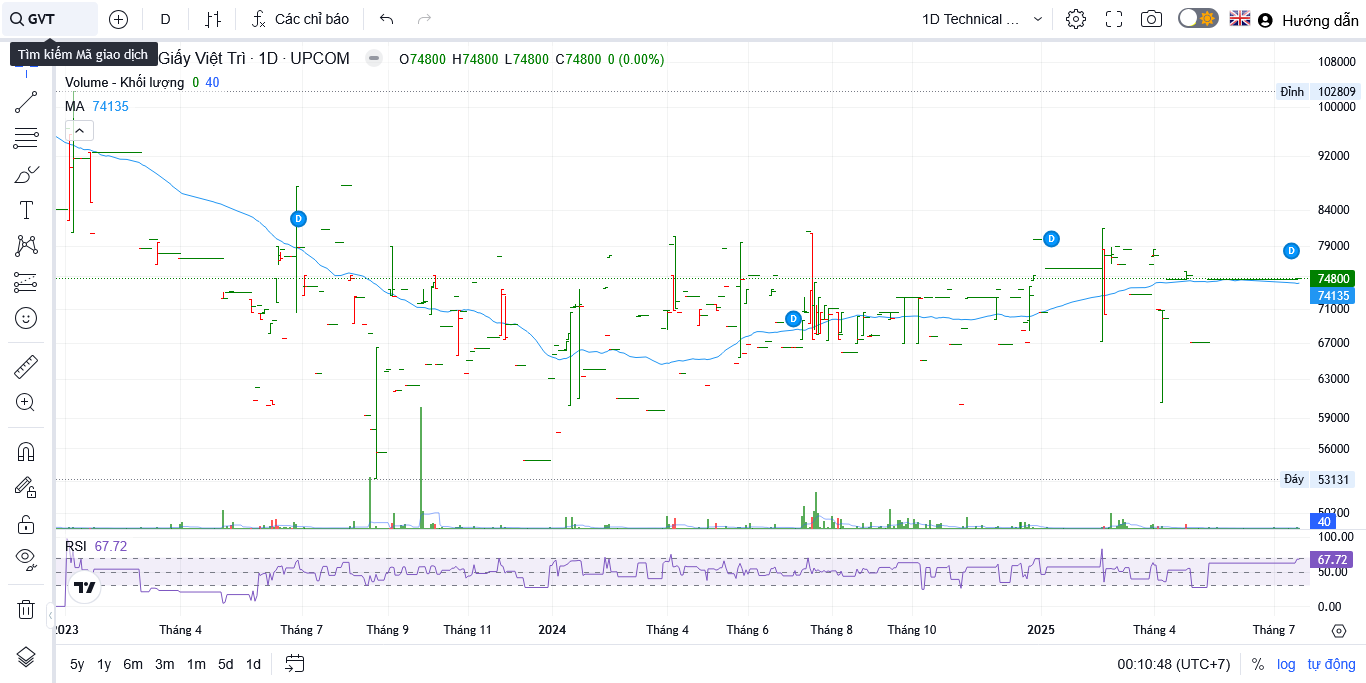 GVT
D
Các chỉ báo
1D Technical ...
Hướng dẫn
Tìm kiếm Mã giao dịch
Giấy Việt Trì · 1D · UPCOM
O74800 H74800 L74800 C74800 0 (0.00%)
Volume - Khối lượng 0 40
MA 74135
108000
Đỉnh 102809
100000
92000
84000
79000
74800
74135
71000
67000
63000
59000
56000
Đáy 53131
50200
40
D
D
D
D
RSI 67.72
100.00
67.72
50.00
0.00
2023 Tháng 4 Tháng 7 Tháng 9 Tháng 11 2024 Tháng 4 Tháng 6 Tháng 8 Tháng 10 2025 Tháng 4 Tháng 7
5y 1y 6m 3m 1m 5d 1d
00:10:48 (UTC+7) % log tự động